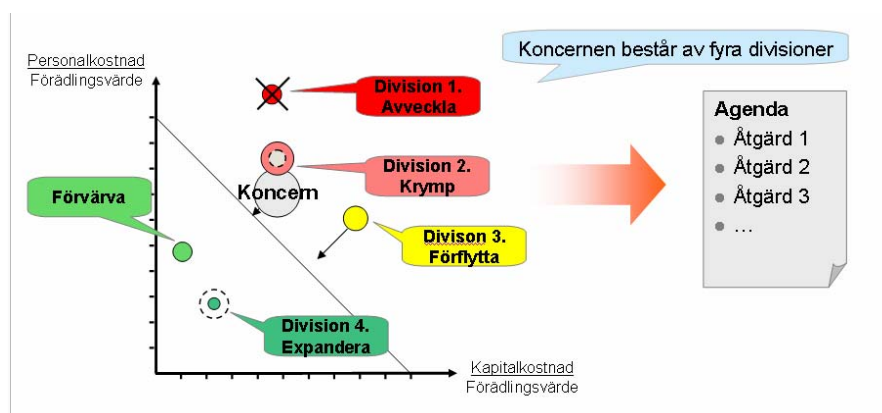 Koncernen består av fyra divisioner
Personalkostnad
Förädlingsvärde
Division 1.
Avveckla
Agenda
Åtgärd 1
Åtgärd 2
Åtgärd 3
...
Division 2.
Krymp
Koncern
Förvärva
Divison 3.
Förflytta
Division 4.
Expandera
Kapitalkostnad
Förädlingsvärde